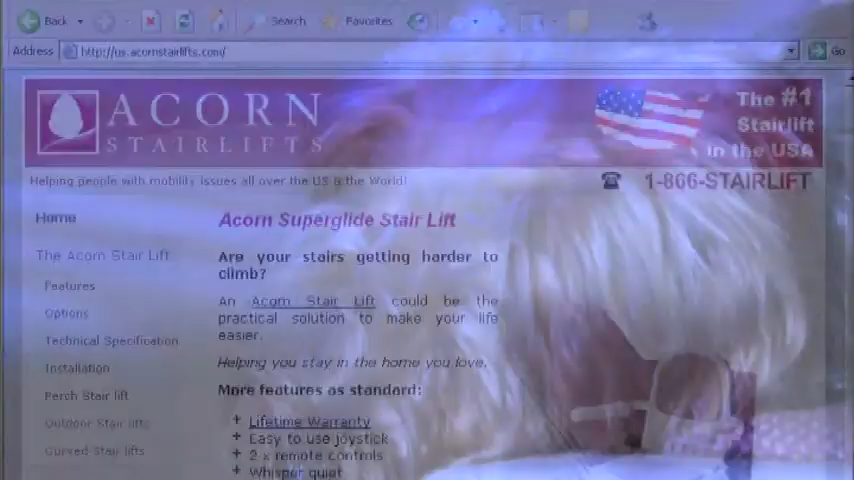 Back
Search
Favorites
Address
http://us.acornstairlifts.com/
Go
ACORN
STAIRLIFTS
The #1
Stairlift
in the USA
Helping people with mobility issues all over the US & the World!
1-866-STAIRLIFT
Home
The Acorn Stair Lift
Features
Options
Technical Specification
Installation
Perch Stair lift
Outdoor Stair lifts
Curved Stair lifts
Acorn Superglide Stair Lift
Are your stairs getting harder to
climb?
An Acorn Stair Lift could be the
practical solution to make your life
easier.
Helping you stay in the home you love.
More features as standard:
+ Lifetime Warranty
+ Easy to use joystick
+ 2 x remote controls
+ Whisper quiet